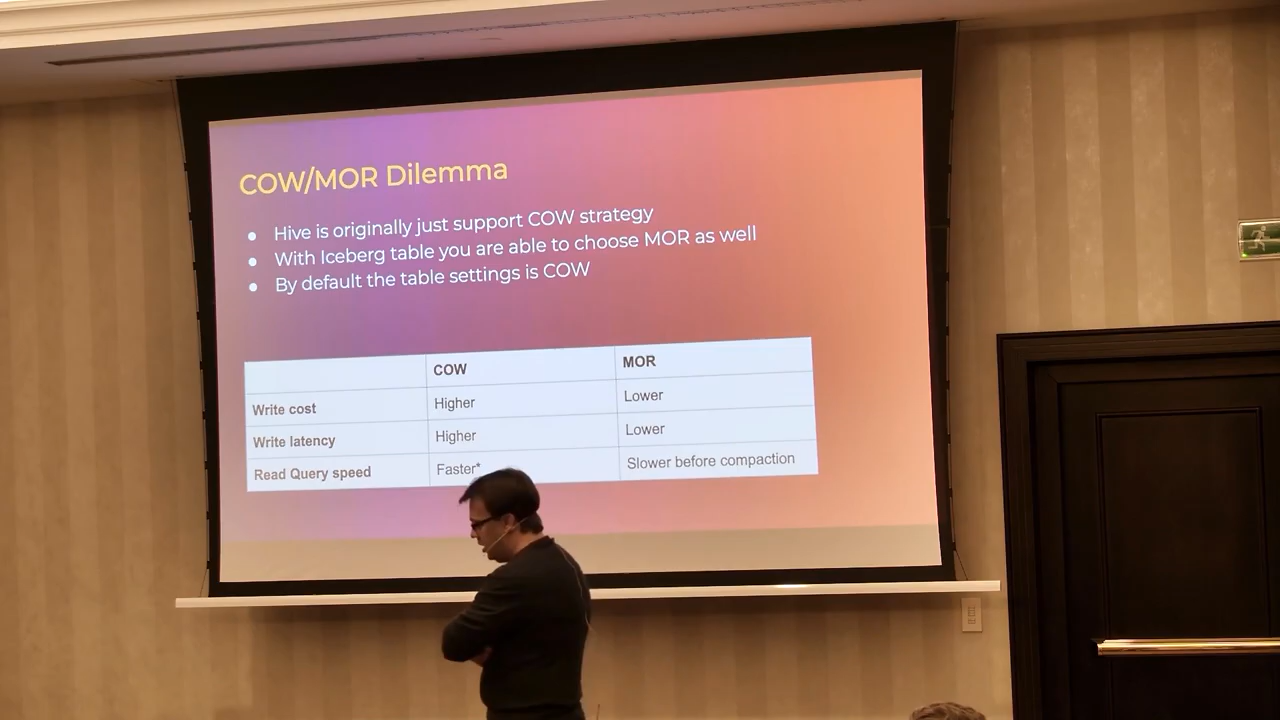 COW/MOR Dilemma
● Hive is originally just support COW strategy
● With Iceberg table you are able to choose MOR as well
● By default the table settings is COW
COW MOR
Write cost Higher Lower
Write latency Higher Lower
Read Query speed Faster* Slower before compaction